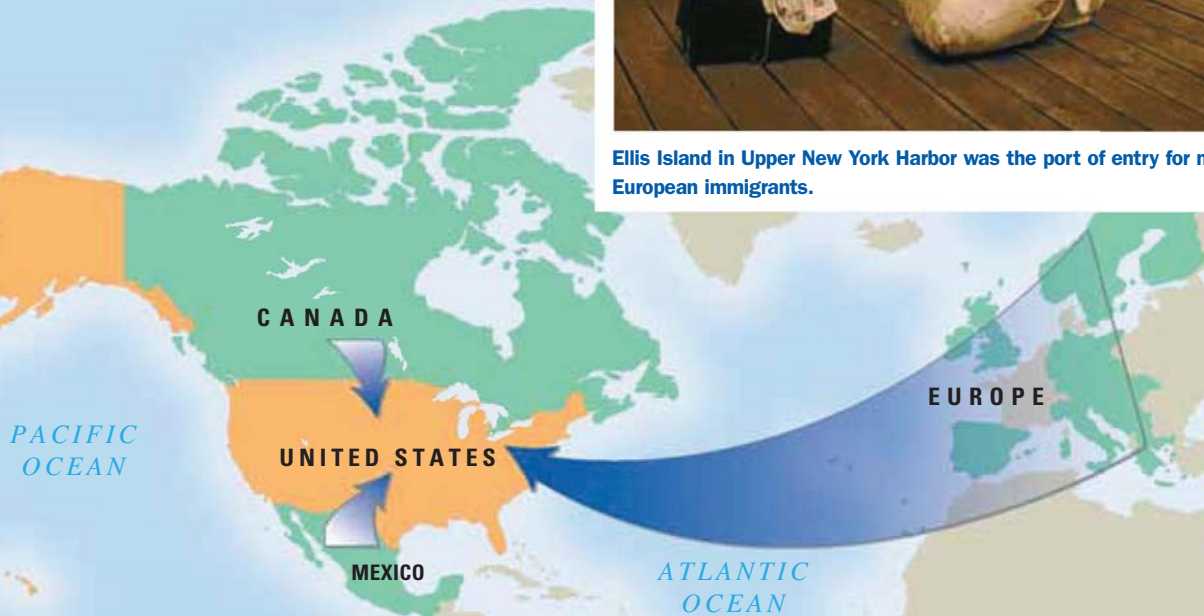 Ellis Island in Upper New York Harbor was the port of entry for
European immigrants.
CANADA
EUROPE
PACIFIC
OCEAN
UNITED STATES
MEXICO
ATLANTIC
OCEAN